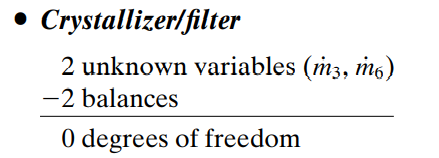 • Crystallizer/filter
2 unknown variables (ṁ₃, ṁ₆)
−2 balances
0 degrees of freedom